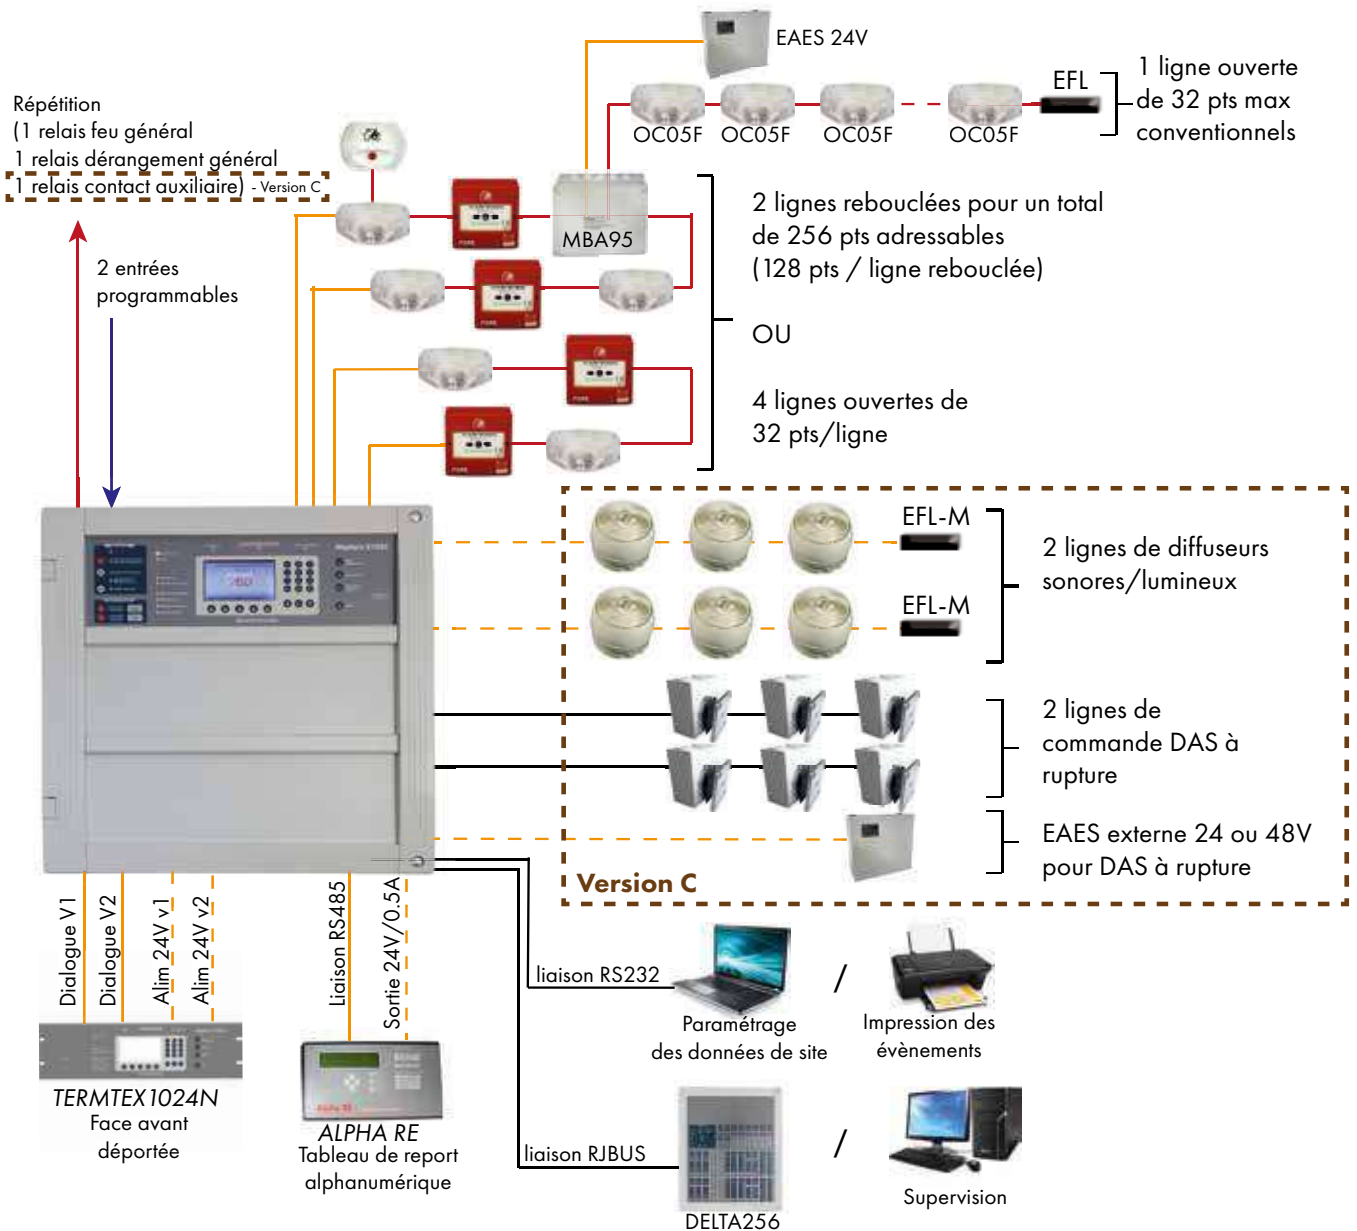 EAES 24V
EFL
1 ligne ouverte
de 32 pts max
conventionnels
OC05F
OC05F
OC05F
OC05F
Répétition
(1 relais feu général
1 relais dérangement général
1 relais contact auxiliaire) - Version C
2 entrées
programmables
MBA95
2 lignes rebouclées pour un total
de 256 pts adressables
(128 pts / ligne rebouclée)
OU
4 lignes ouvertes de
32 pts/ligne
EFL-M
EFL-M
2 lignes de diffuseurs
sonores/lumineux
2 lignes de
commande DAS à
rupture
EAES externe 24 ou 48V
pour DAS à rupture
Version C
Dialogue V1
Dialogue V2
Alim 24V v1
Alim 24V v2
Liaison RS485
Sortie 24V/0.5A
liaison RS232
/
Paramétrage
des données de site
Impression des
évènements
TERMTEX1024N
Face avant
déportée
ALPHA RE
Tableau de report
alphanumérique
liaison RJBUS
/
DELTA256
Supervision